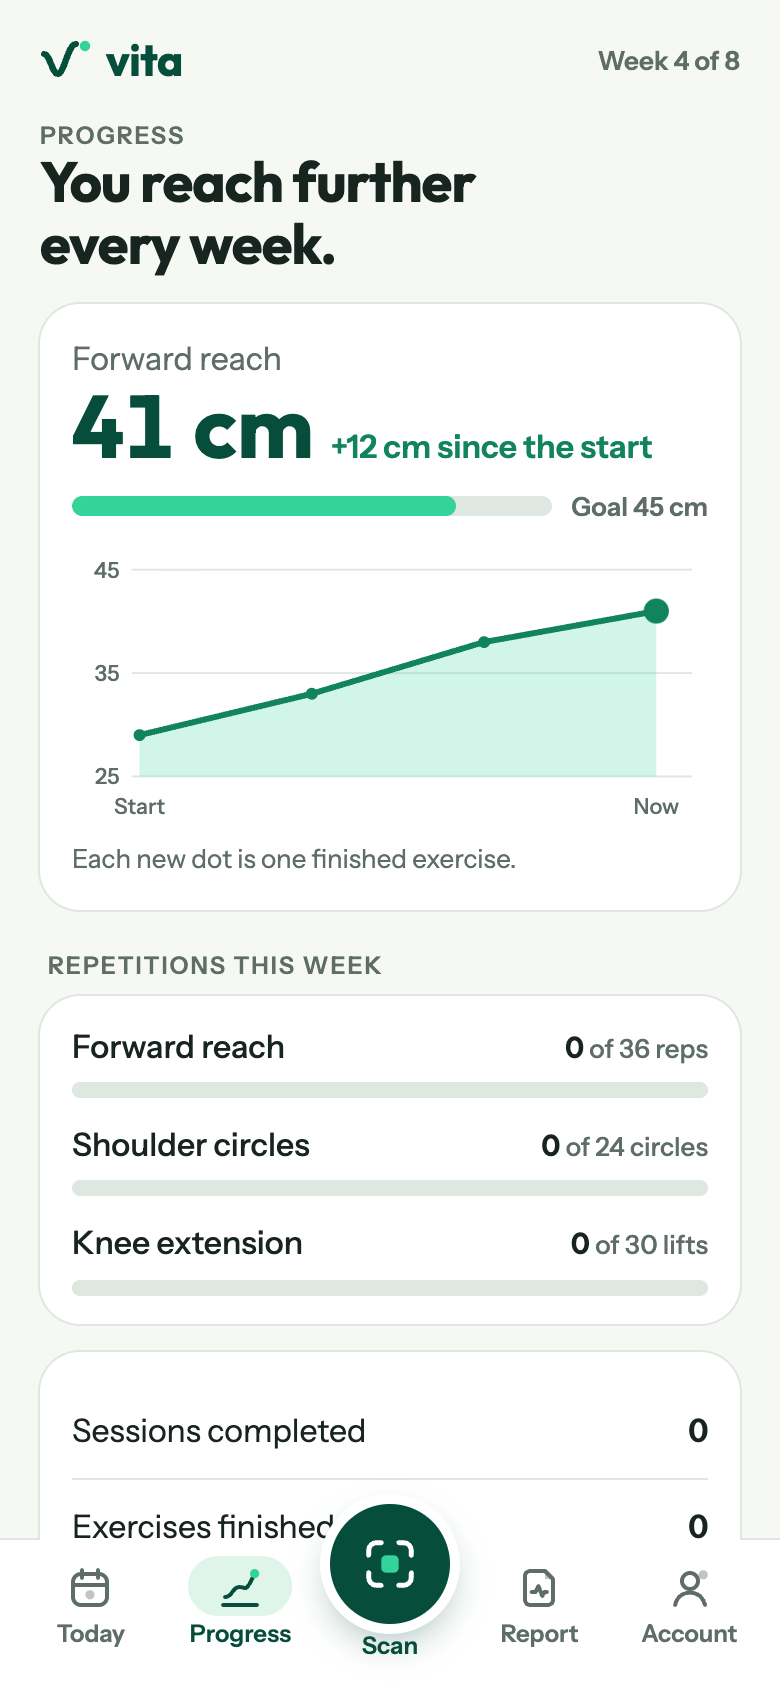 vita
Week 4 of 8
PROGRESS
You reach further
every week.
Forward reach
41 cm +12 cm since the start
Goal 45 cm
45
35
25
Start
Now
Each new dot is one finished exercise.
REPETITIONS THIS WEEK
Forward reach
0 of 36 reps
Shoulder circles
0 of 24 circles
Knee extension
0 of 30 lifts
Sessions completed
0
Exercises finished
0
Today
Progress
Scan
Report
Account